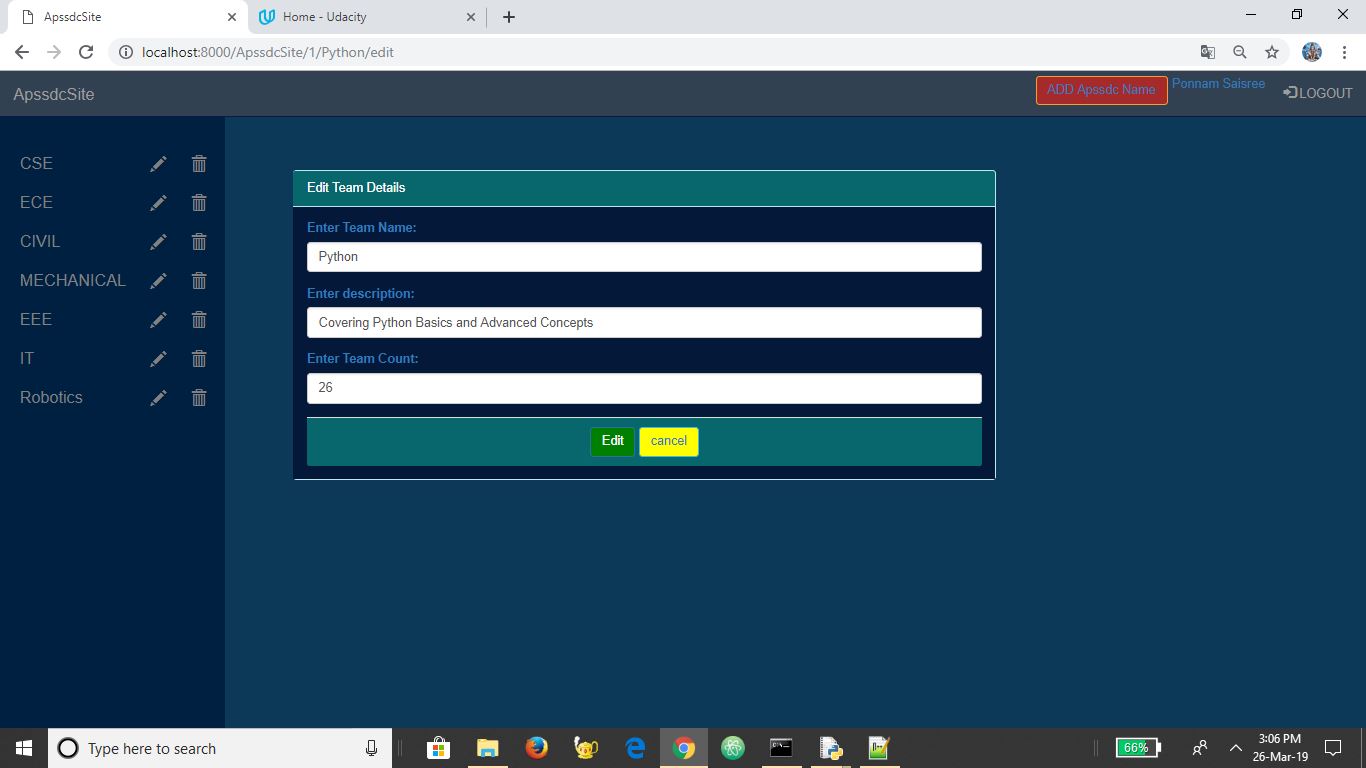 ApssdcSite
Home - Udacity
localhost:8000/ApssdcSite/1/Python/edit
ApssdcSite
ADD Apssdc Name
Ponnam Saisree
LOGOUT
CSE
ECE
CIVIL
MECHANICAL
EEE
IT
Robotics
Edit Team Details
Enter Team Name:
Python
Enter description:
Covering Python Basics and Advanced Concepts
Enter Team Count:
26
Edit
cancel
Type here to search
66%
3:06 PM
26-Mar-19